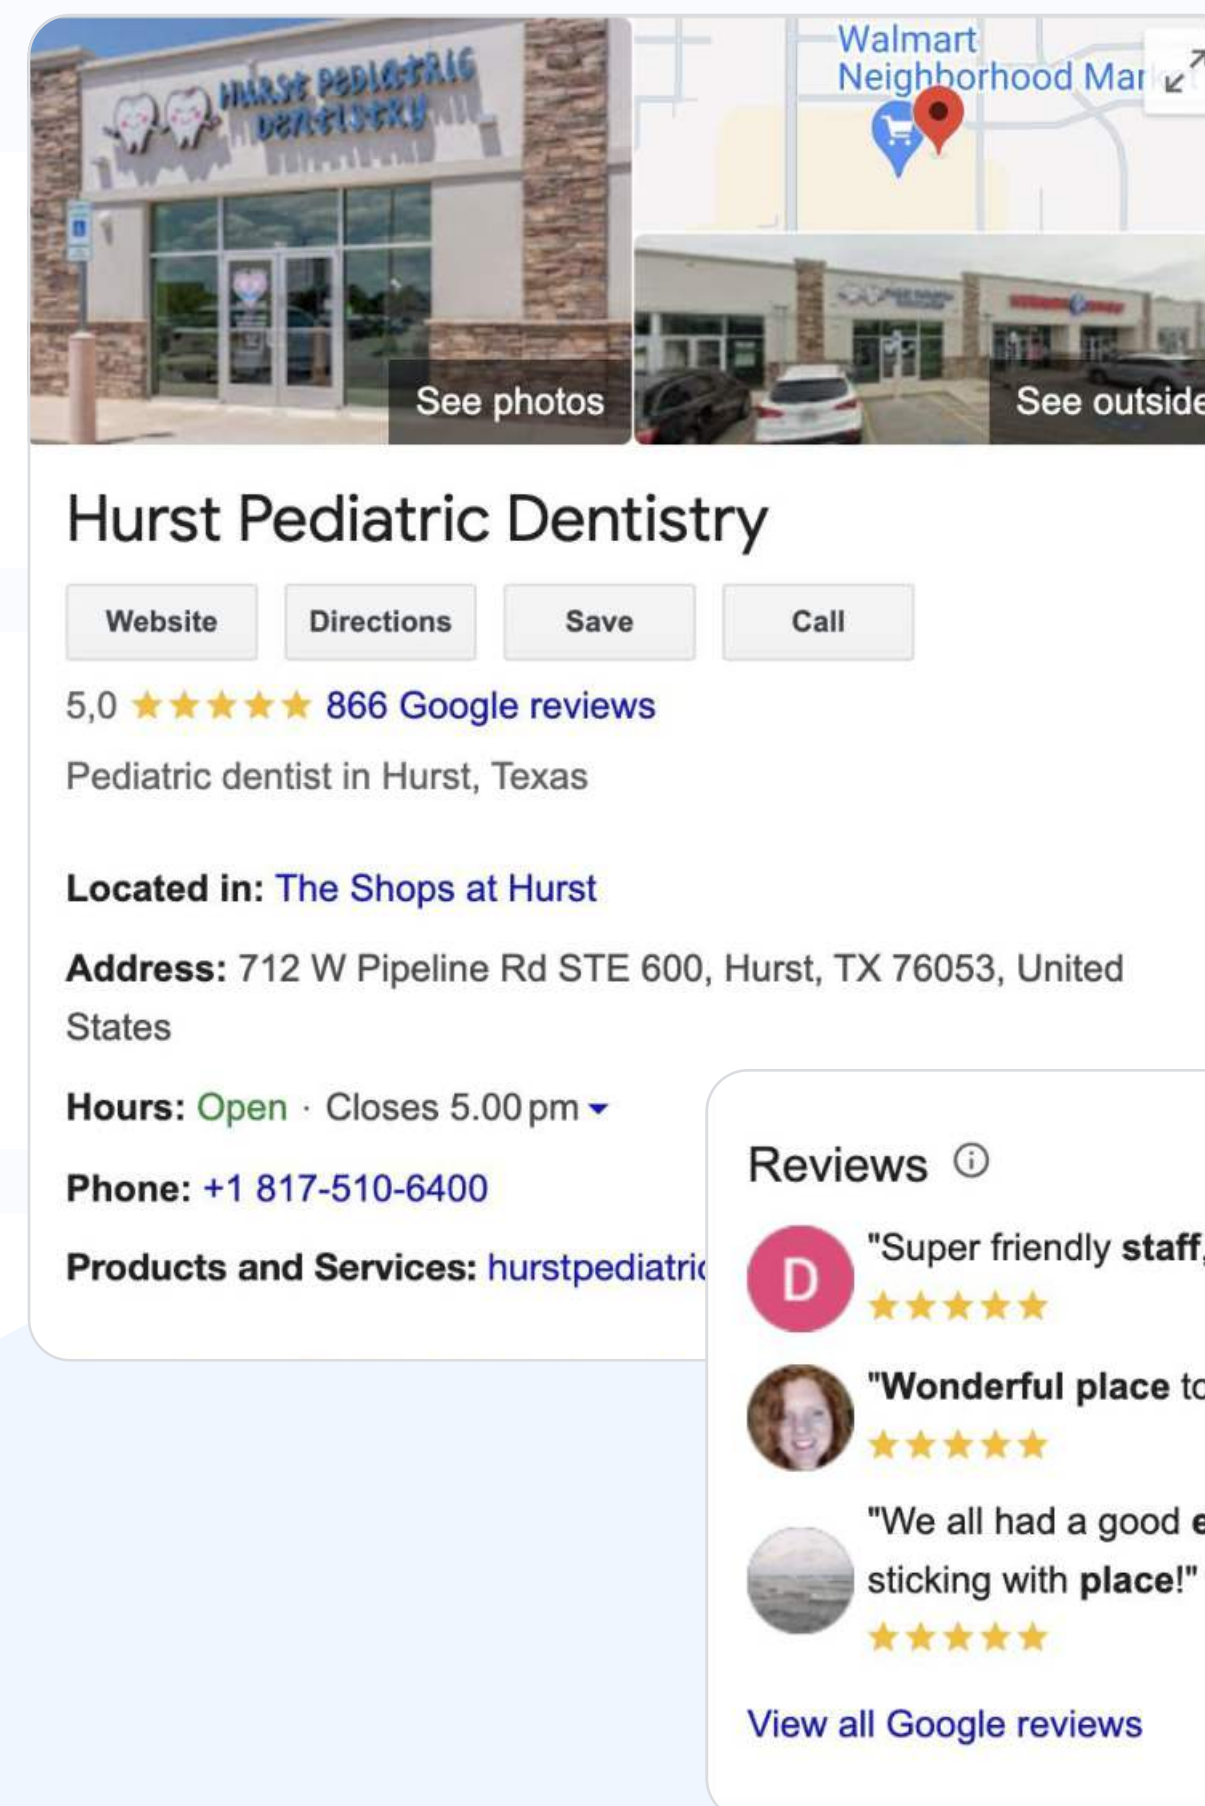 HURST PEDIATRIC
DENTISTRY
Walmart
Neighborhood Mar
See photos
See outside
Hurst Pediatric Dentistry
Website
Directions
Save
Call
5,0 866 Google reviews
Pediatric dentist in Hurst, Texas
Located in: The Shops at Hurst
Address: 712 W Pipeline Rd STE 600, Hurst, TX 76053, United
States
Hours: Open · Closes 5.00 pm
Phone: +1 817-510-6400
Products and Services: hurstpediatric
Reviews
D
"Super friendly staff,
"Wonderful place to
"We all had a good e
sticking with place!"
View all Google reviews